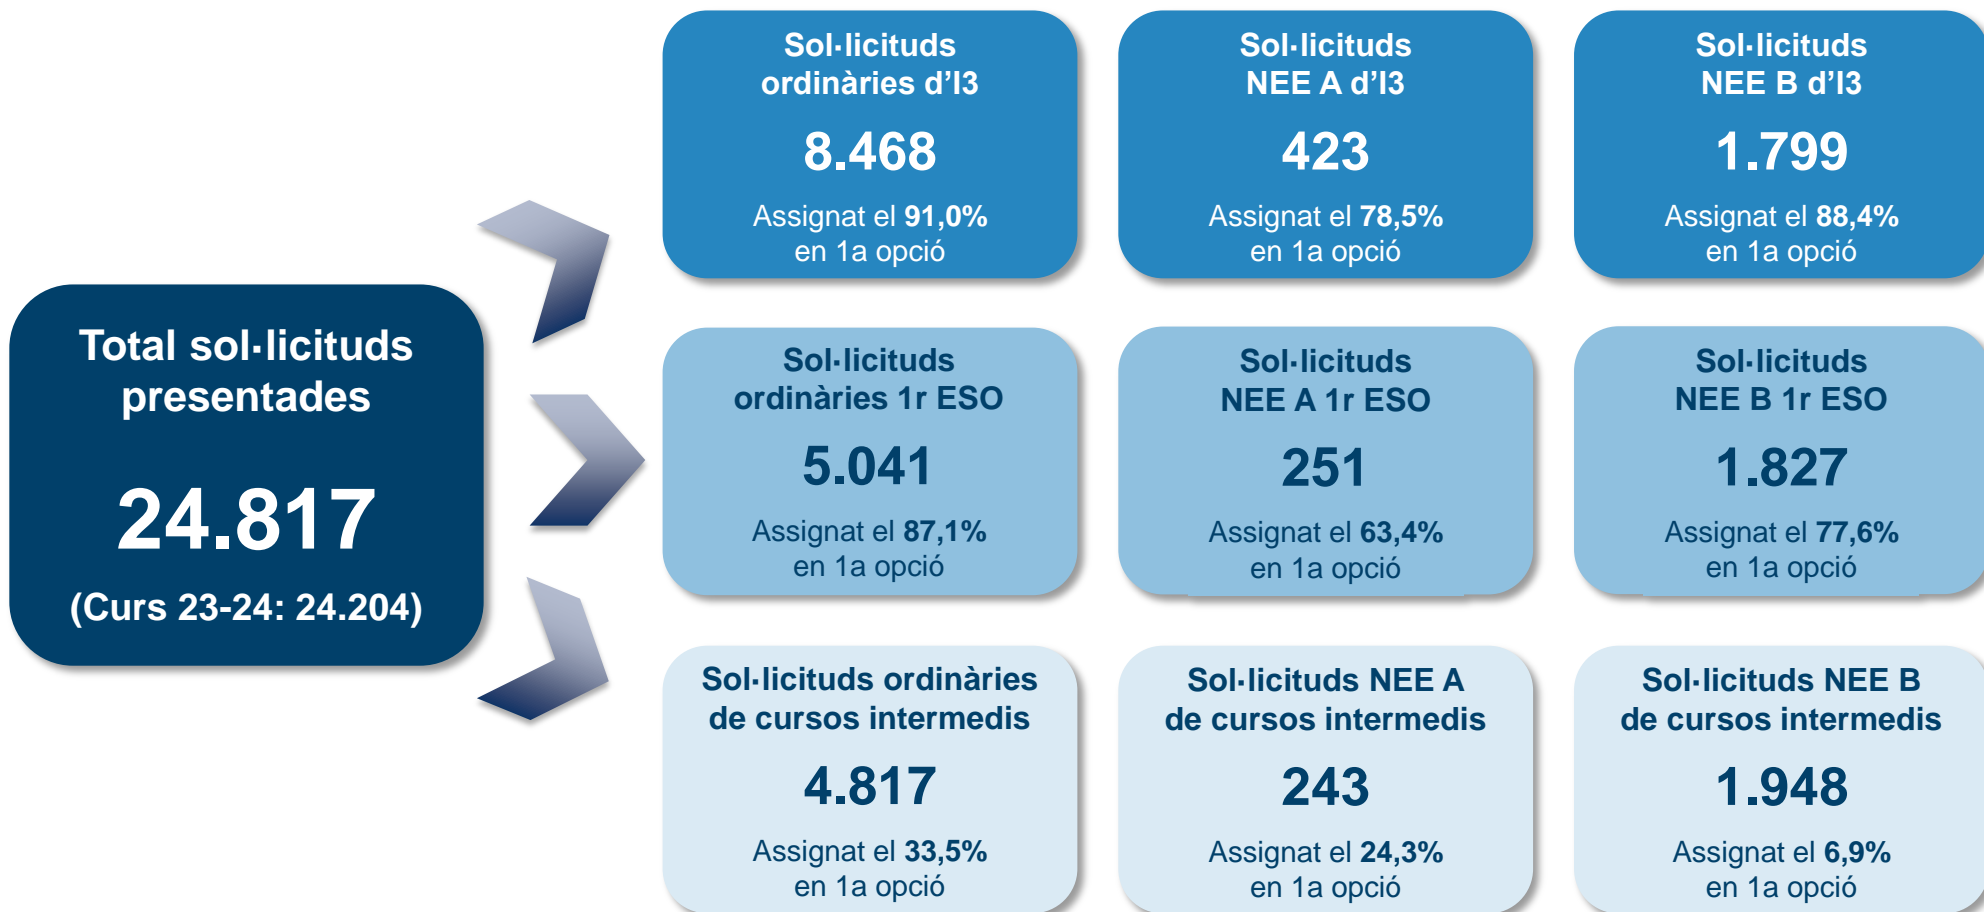 Total sol·licituds
presentades
24.817
(Curs 23-24: 24.204)
Sol·licituds
ordinàries d’I3
8.468
Assignat el 91,0%
en 1a opció
Sol·licituds
NEE A d’I3
423
Assignat el 78,5%
en 1a opció
Sol·licituds
NEE B d’I3
1.799
Assignat el 88,4%
en 1a opció
Sol·licituds
ordinàries 1r ESO
5.041
Assignat el 87,1%
en 1a opció
Sol·licituds
NEE A 1r ESO
251
Assignat el 63,4%
en 1a opció
Sol·licituds
NEE B 1r ESO
1.827
Assignat el 77,6%
en 1a opció
Sol·licituds ordinàries
de cursos intermedis
4.817
Assignat el 33,5%
en 1a opció
Sol·licituds NEE A
de cursos intermedis
243
Assignat el 24,3%
en 1a opció
Sol·licituds NEE B
de cursos intermedis
1.948
Assignat el 6,9%
en 1a opció